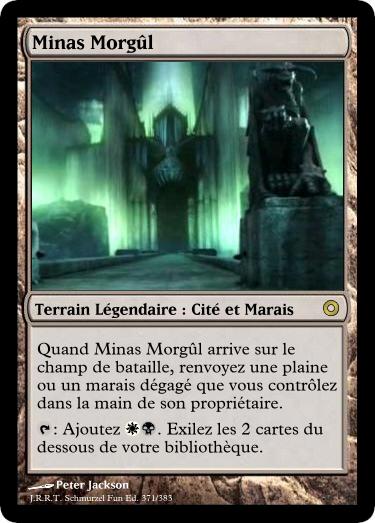 Minas Morgûl
Terrain Légendaire : Cité et Marais
Quand Minas Morgûl arrive sur le
champ de bataille, renvoyez une plaine
ou un marais dégagé que vous contrôlez
dans la main de son propriétaire.
: Ajoutez . Exilez les 2 cartes du
dessous de votre bibliothèque.
Peter Jackson
J.R.R.T. Schmurzel Fun Ed. 371/383